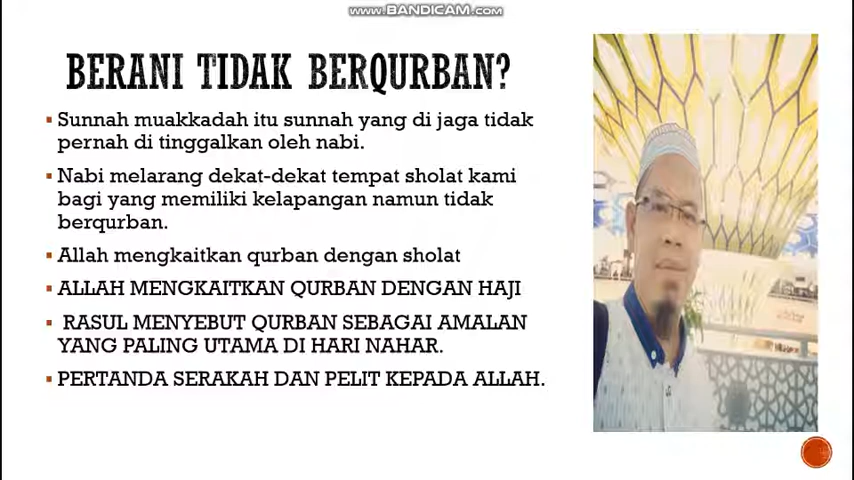 www.BANDICAM.com
BERANI TIDAK BERQURBAN?
▪ Sunnah muakkadah itu sunnah yang di jaga tidak
pernah di tinggalkan oleh nabi.
▪ Nabi melarang dekat-dekat tempat sholat kami
bagi yang memiliki kelapangan namun tidak
berqurban.
▪ Allah mengkaitkan qurban dengan sholat
▪ ALLAH MENGKAITKAN QURBAN DENGAN HAJI
▪ RASUL MENYEBUT QURBAN SEBAGAI AMALAN
YANG PALING UTAMA DI HARI NAHAR.
▪ PERTANDA SERAKAH DAN PELIT KEPADA ALLAH.